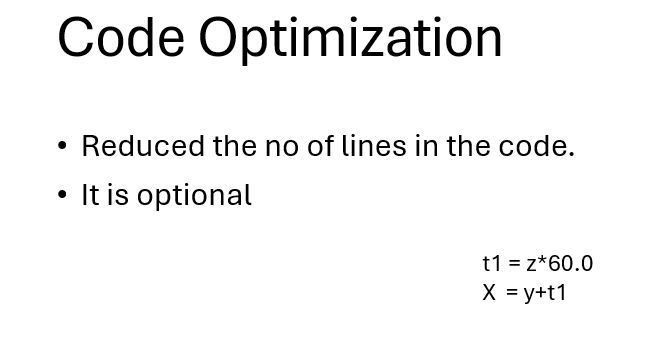 Code Optimization
• Reduced the no of lines in the code.
• It is optional
t1 = z*60.0
X = y+t1